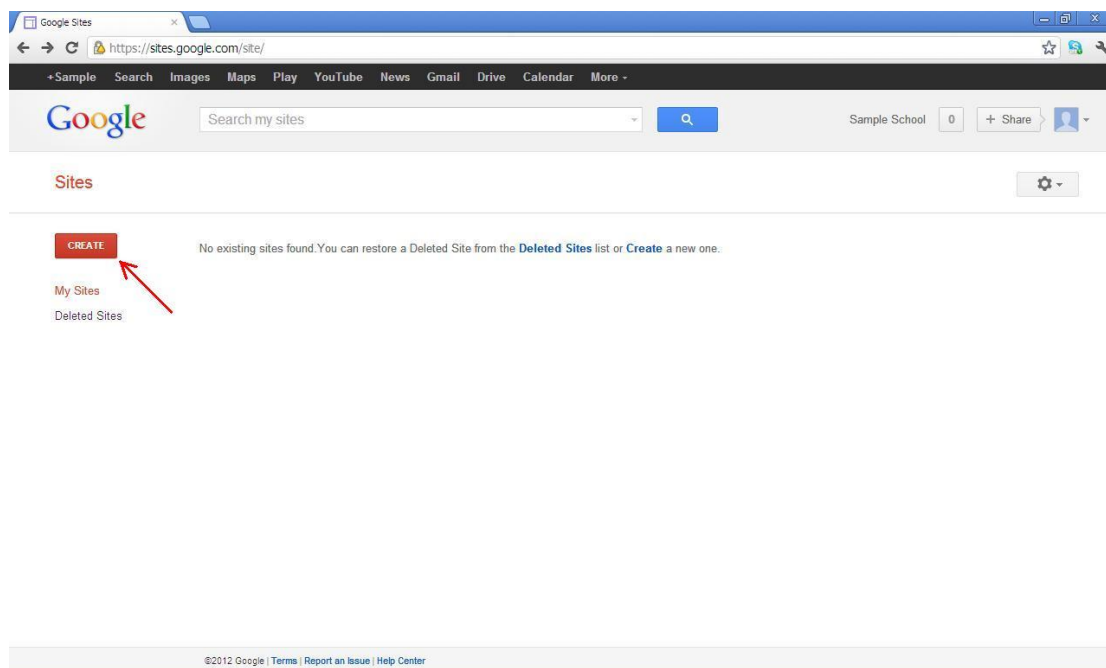 Google Sites
https://sites.google.com/site/
+Sample Search Images Maps Play YouTube News Gmail Drive Calendar More
Google
Search my sites
Sample School 0 + Share
Sites
CREATE
No existing sites found.You can restore a Deleted Site from the Deleted Sites list or Create a new one.
My Sites
Deleted Sites
©2012 Google | Terms | Report an Issue | Help Center